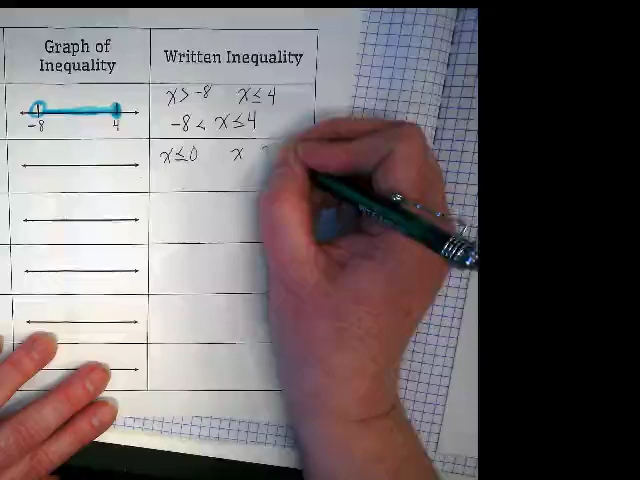 Graph of
Inequality
Written Inequality
x > -8 x ≤ 4
-8 < x ≤ 4
-8 4
x ≤ 0 x